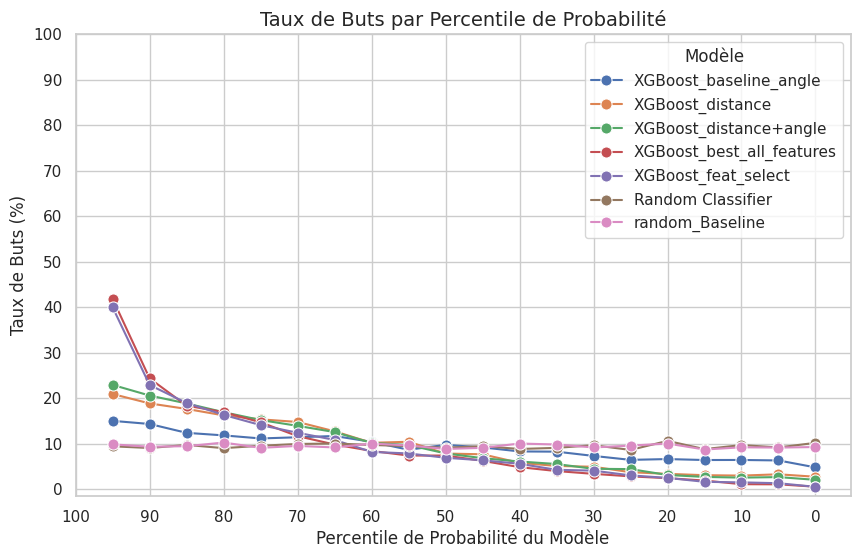 Taux de Buts par Percentile de Probabilité
100
90
80
70
60
50
40
30
20
10
0
Taux de Buts (%)
Modèle
XGBoost_baseline_angle
XGBoost_distance
XGBoost_distance+angle
XGBoost_best_all_features
XGBoost_feat_select
Random Classifier
random_Baseline
100 90 80 70 60 50 40 30 20 10 0
Percentile de Probabilité du Modèle